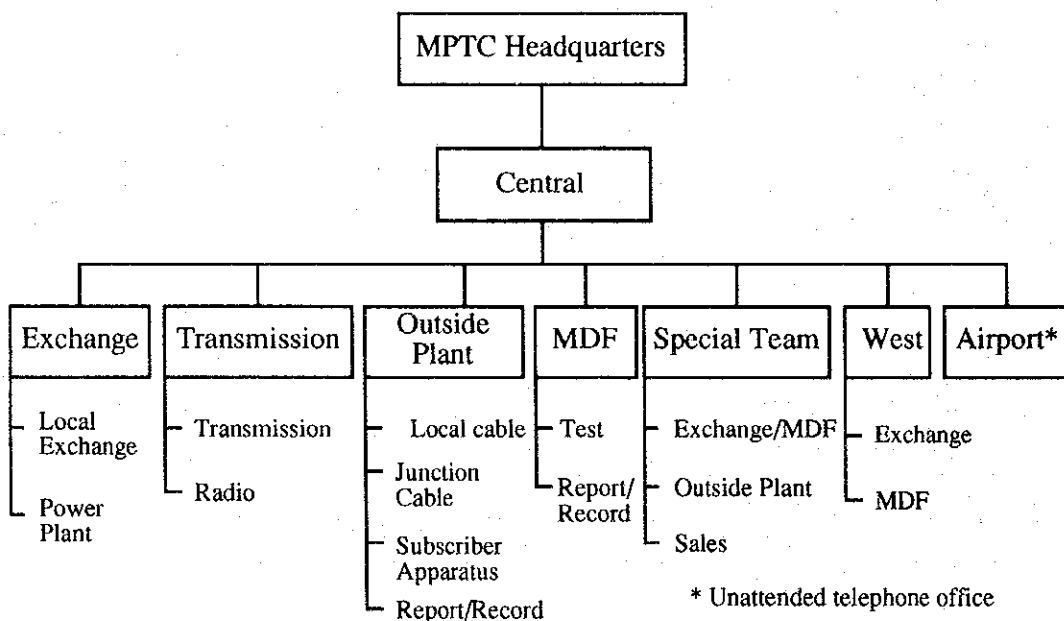 MPTC Headquarters
Central
Exchange
Local
Exchange
Power
Plant
Transmission
Transmission
Radio
Outside
Plant
Local cable
Junction
Cable
Subscriber
Apparatus
Report/Record
MDF
Test
Report/
Record
Special Team
Exchange/MDF
Outside Plant
Sales
West
Exchange
MDF
Airport*
* Unattended telephone office